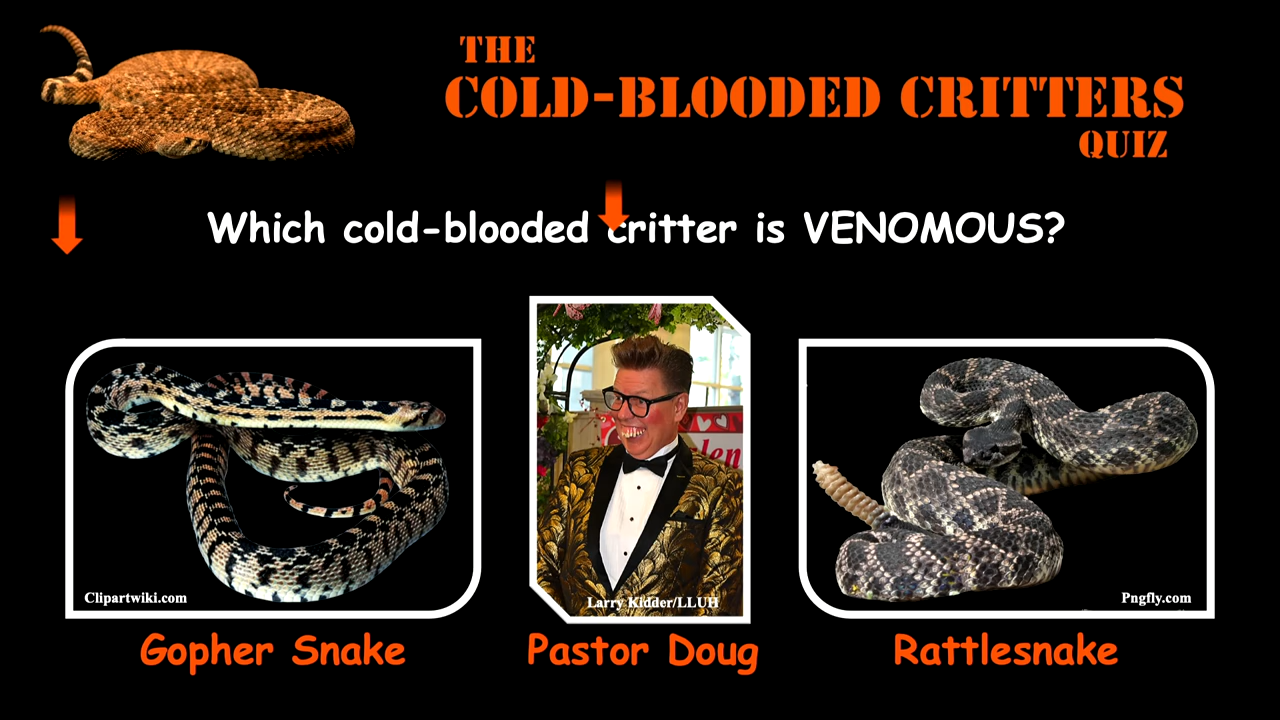 THE
COLD-BLOODED CRITTERS
QUIZ
Which cold-blooded critter is VENOMOUS?
Clipartwiki.com
Larry Kidder/LLUH
Pngfly.com
Gopher Snake
Pastor Doug
Rattlesnake